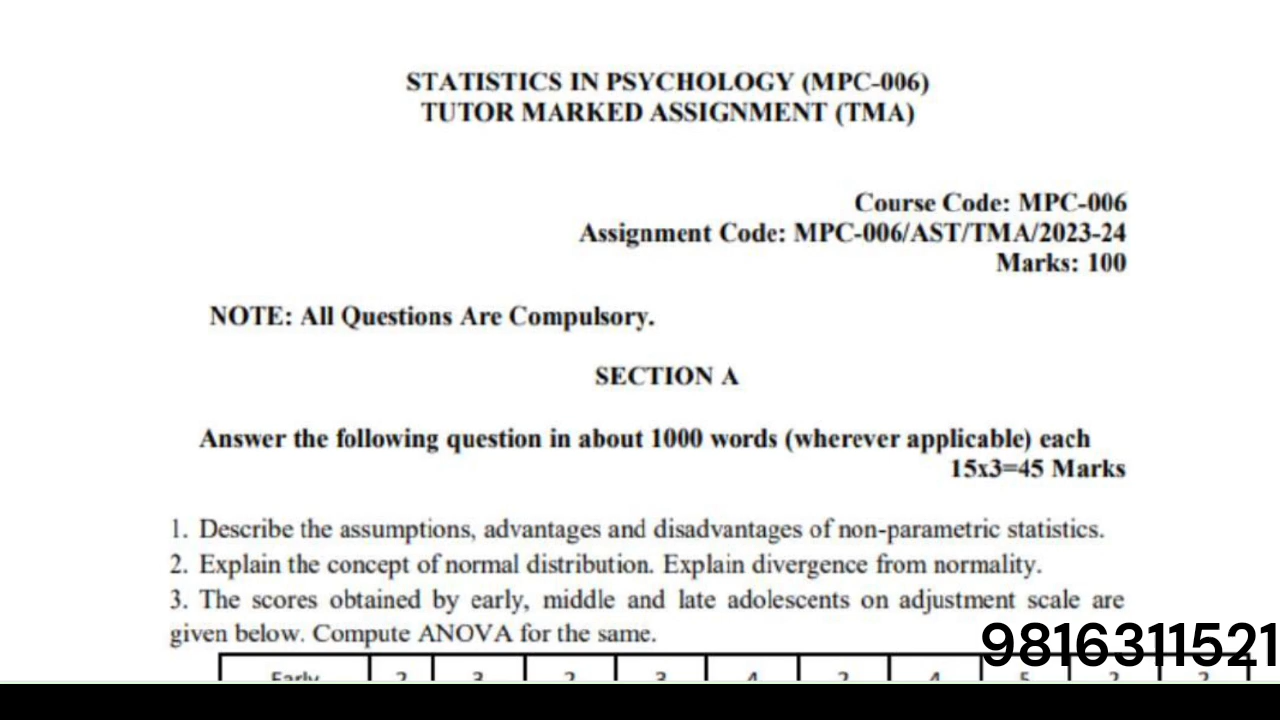 STATISTICS IN PSYCHOLOGY (MPC-006)
TUTOR MARKED ASSIGNMENT (TMA)
Course Code: MPC-006
Assignment Code: MPC-006/AST/TMA/2023-24
Marks: 100
NOTE: All Questions Are Compulsory.
SECTION A
Answer the following question in about 1000 words (wherever applicable) each
15x3=45 Marks
1. Describe the assumptions, advantages and disadvantages of non-parametric statistics.
2. Explain the concept of normal distribution. Explain divergence from normality.
3. The scores obtained by early, middle and late adolescents on adjustment scale are
given below. Compute ANOVA for the same.
9816311521
Early